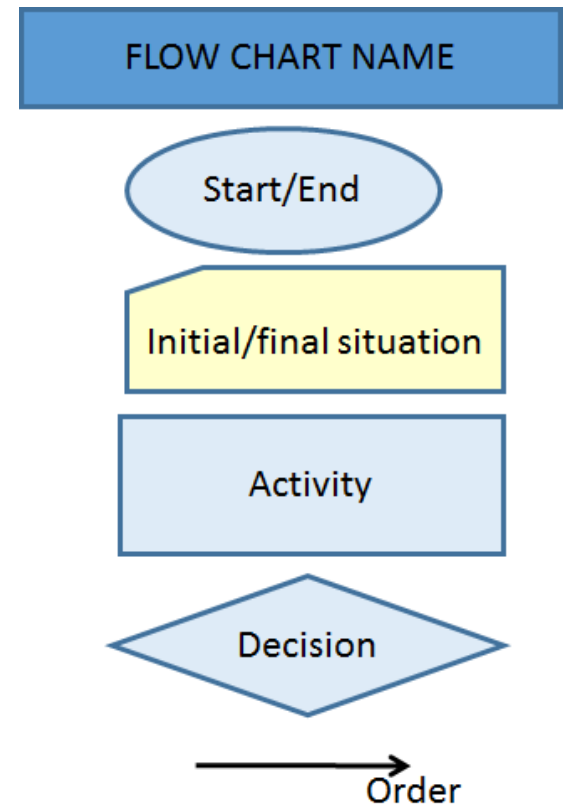 FLOW CHART NAME
Start/End
Initial/final situation
Activity
Decision
Order